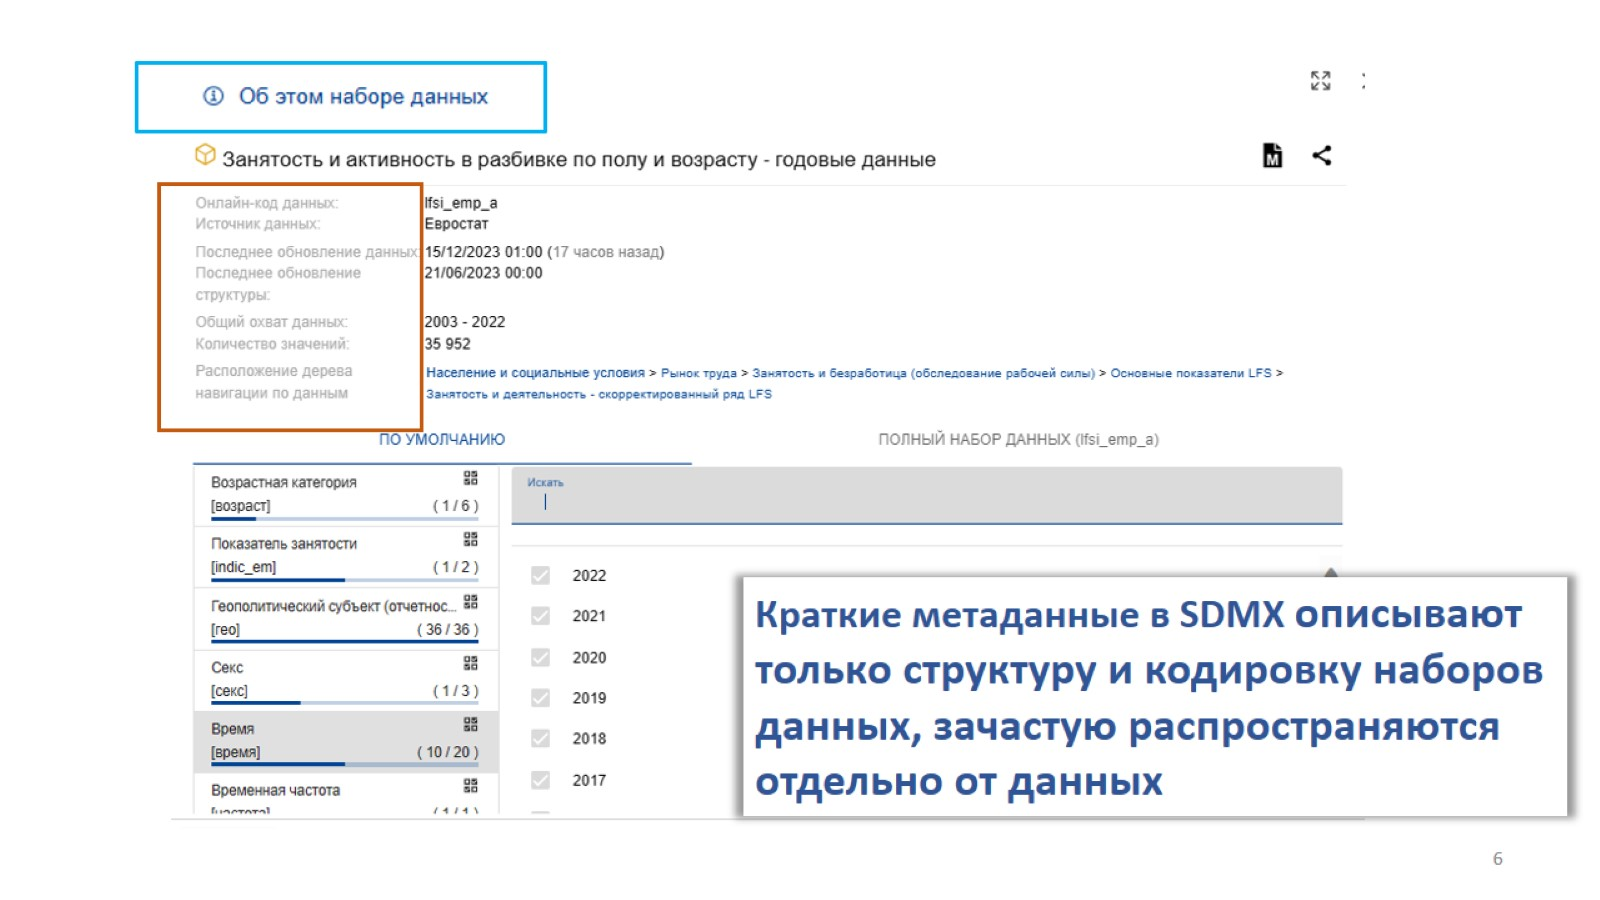 Об этом наборе данных
Занятость и активность в разбивке по полу и возрасту - годовые данные
Онлайн-код данных: lfsi_emp_a
Источник данных: Евростат
Последнее обновление данных: 15/12/2023 01:00 (17 часов назад)
Последнее обновление 21/06/2023 00:00
структуры:
Общий охват данных: 2003 - 2022
Количество значений: 35 952
Расположение дерева Население и социальные условия > Рынок труда > Занятость и безработица (обследование рабочей силы) > Основные показатели LFS >
навигации по данным Занятость и деятельность - скорректированный ряд LFS
ПО УМОЛЧАНИЮ ПОЛНЫЙ НАБОР ДАННЫХ (lfsi_emp_a)
Возрастная категория
[возраст] ( 1 / 6 )
Показатель занятости
[indic_em] ( 1 / 2 )
Геополитический субъект (отчетнос...
[гео] ( 36 / 36 )
Секс
[секс] ( 1 / 3 )
Время
[время] ( 10 / 20 )
Временная частота
[частота] ( 1 / 1 )
Искать
2022
2021
2020
2019
2018
2017
Краткие метаданные в SDMX описывают
только структуру и кодировку наборов
данных, зачастую распространяются
отдельно от данных
6